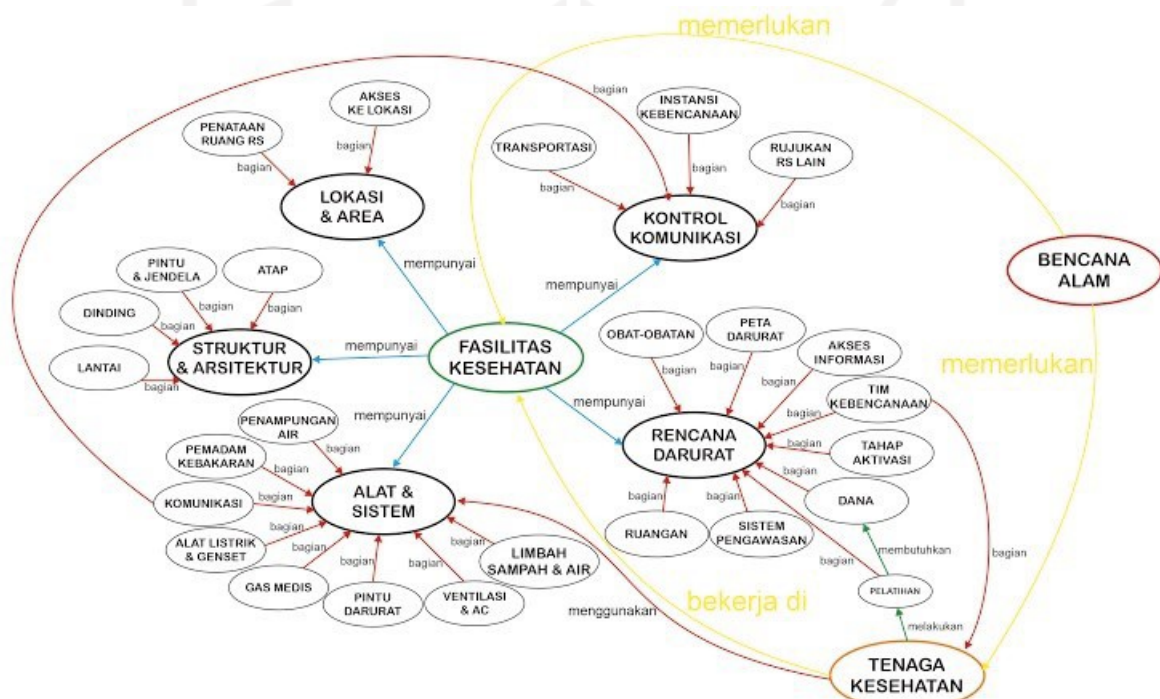 memerlukan
bagian
AKSES
KE LOKASI
INSTANSI
KEBENCANAAN
PENATAAN
RUANG RS
TRANSPORTASI
RUJUKAN
RS LAIN
bagian
bagian
bagian
bagian
bagian
LOKASI
& AREA
KONTROL
KOMUNIKASI
BENCANA
ALAM
mempunyai
mempunyai
PINTU
& JENDELA
ATAP
bagian
bagian
DINDING
bagian
LANTAI
bagian
STRUKTUR
& ARSITEKTUR
mempunyai
FASILITAS
KESEHATAN
OBAT-OBATAN
PETA
DARURAT
AKSES
INFORMASI
memerlukan
bagian
bagian
bagian
TIM
KEBENCANAAN
mempunyai
mempunyai
bagian
RENCANA
DARURAT
bagian
TAHAP
AKTIVASI
bagian
DANA
PENAMPUNGAN
AIR
bagian
PEMADAM
KEBAKARAN
bagian
KOMUNIKASI
bagian
ALAT &
SISTEM
bagian
bagian
RUANGAN
SISTEM
PENGAWASAN
ALAT LISTRIK
& GENSET
bagian
bagian
bagian
bagian
bagian
LIMBAH
SAMPAH & AIR
GAS MEDIS
PINTU
DARURAT
VENTILASI
& AC
membutuhkan
bagian
bagian
PELATIHAN
menggunakan
bekerja di
melakukan
TENAGA
KESEHATAN